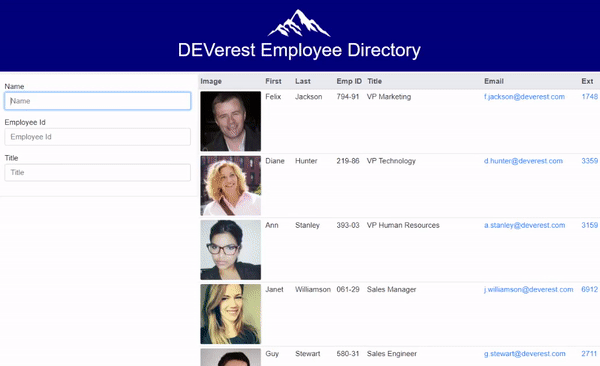 DEVerest Employee Directory
Name
Name
Employee Id
Employee Id
Title
Title
Image First Last Emp ID Title Email Ext
Felix Jackson 794-91 VP Marketing f.jackson@deverest.com 1748
Diane Hunter 219-86 VP Technology d.hunter@deverest.com 3359
Ann Stanley 393-03 VP Human Resources a.stanley@deverest.com 3159
Janet Williamson 061-29 Sales Manager j.williamson@deverest.com 6912
Guy Stewart 580-31 Sales Engineer g.stewart@deverest.com 2711